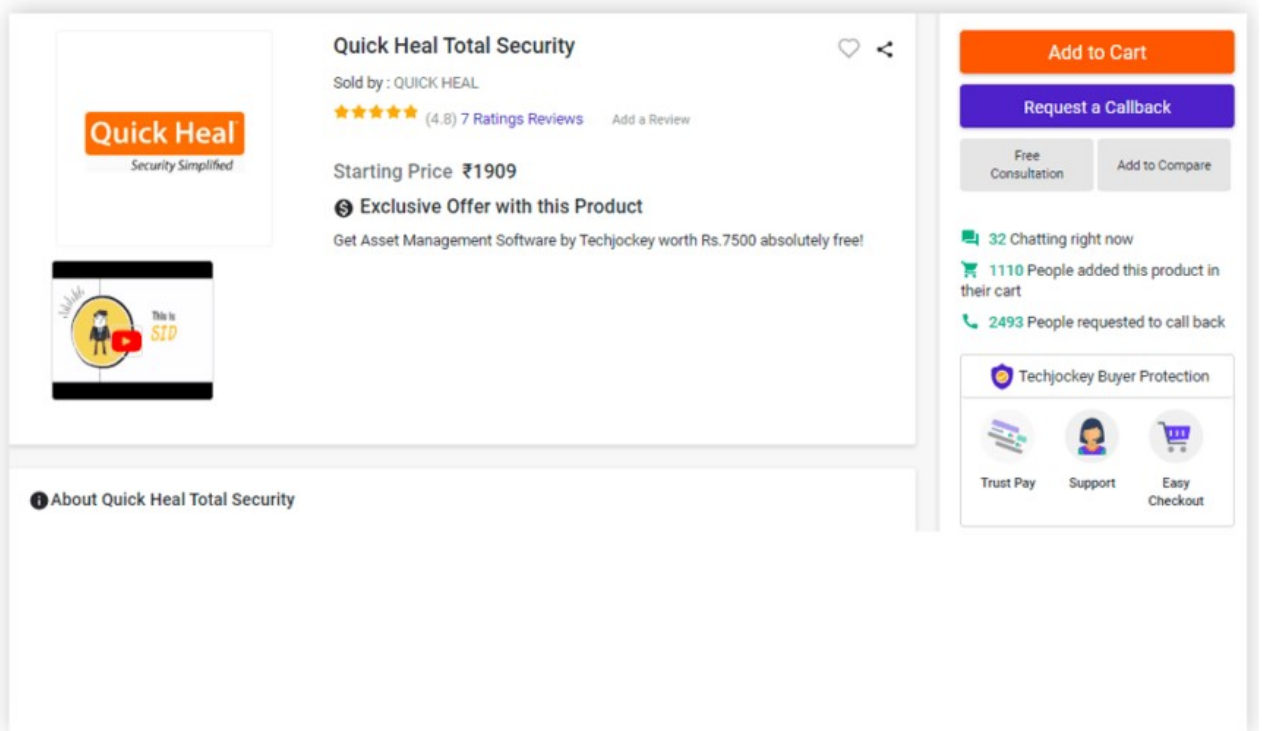 Quick Heal
Security Simplified
This is
SID
Quick Heal Total Security
Sold by : QUICK HEAL
(4.8) 7 Ratings Reviews Add a Review
Starting Price ₹1909
Exclusive Offer with this Product
Get Asset Management Software by Techjockey worth Rs.7500 absolutely free!
About Quick Heal Total Security
Add to Cart
Request a Callback
Free
Consultation
Add to Compare
32 Chatting right now
1110 People added this product in
their cart
2493 People requested to call back
Techjockey Buyer Protection
Trust Pay
Support
Easy
Checkout